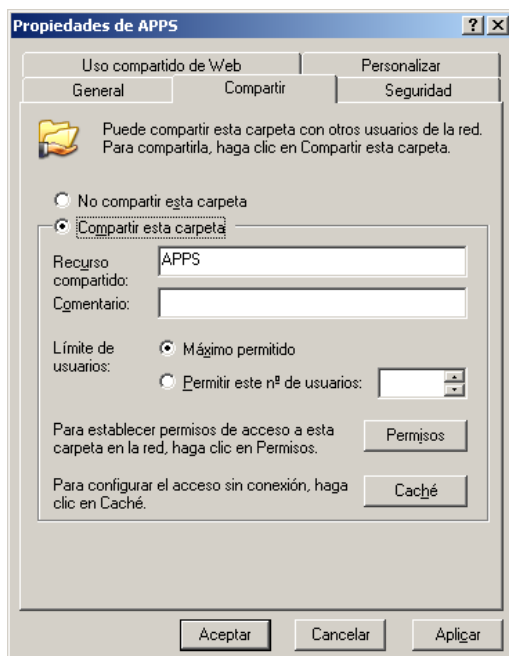 Propiedades de APPS
Uso compartido de Web
Personalizar
General
Compartir
Seguridad
Puede compartir esta carpeta con otros usuarios de la red.
Para compartirla, haga clic en Compartir esta carpeta.
No compartir esta carpeta
Compartir esta carpeta
Recurso
compartido:
APPS
Comentario:
Límite de
usuarios:
Máximo permitido
Permitir este nº de usuarios:
Para establecer permisos de acceso a esta
carpeta en la red, haga clic en Permisos.
Permisos
Para configurar el acceso sin conexión, haga
clic en Caché.
Caché
Aceptar
Cancelar
Aplicar